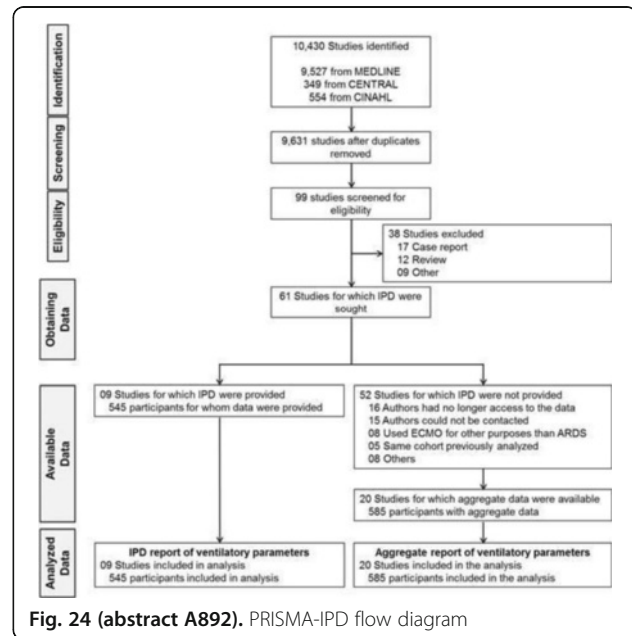 Identification
10,430 Studies identified
9,527 from MEDLINE
349 from CENTRAL
554 from CINAHL
Screening
9,631 studies after duplicates
removed
Eligibility
99 studies screened for
eligibility
38 Studies excluded
17 Case report
12 Review
09 Other
Obtaining
Data
61 Studies for which IPD were
sought
Available
Data
09 Studies for which IPD were provided
545 participants for whom data were provided
52 Studies for which IPD were not provided
16 Authors had no longer access to the data
15 Authors could not be contacted
08 Used ECMO for other purposes than ARDS
05 Same cohort previously analyzed
08 Others
20 Studies for which aggregate data were available
585 participants with aggregate data
Analyzed
Data
IPD report of ventilatory parameters
09 Studies included in analysis
545 participants included in analysis
Aggregate report of ventilatory parameters
20 Studies included in the analysis
585 participants included in the analysis
Fig. 24 (abstract A892). PRISMA-IPD flow diagram